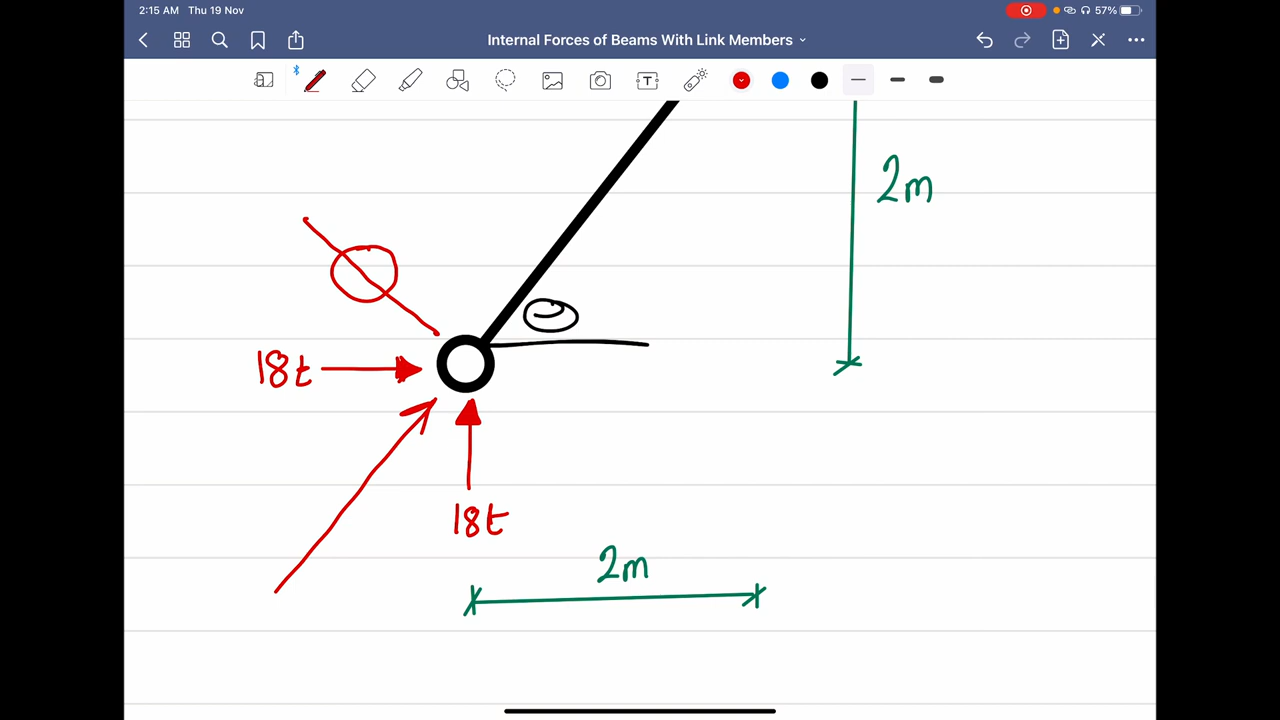 2:15 AM Thu 19 Nov
57%
Internal Forces of Beams With Link Members
T
2m
18t
18t
2m